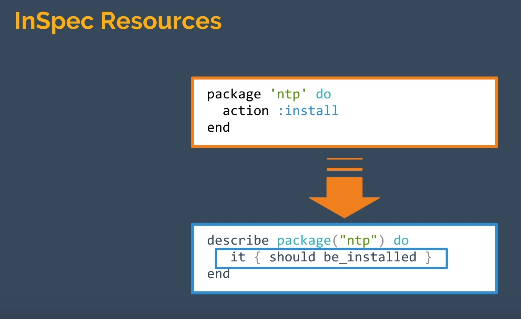 InSpec Resources
package 'ntp' do
action :install
end
describe package("ntp") do
it { should be_installed }
end